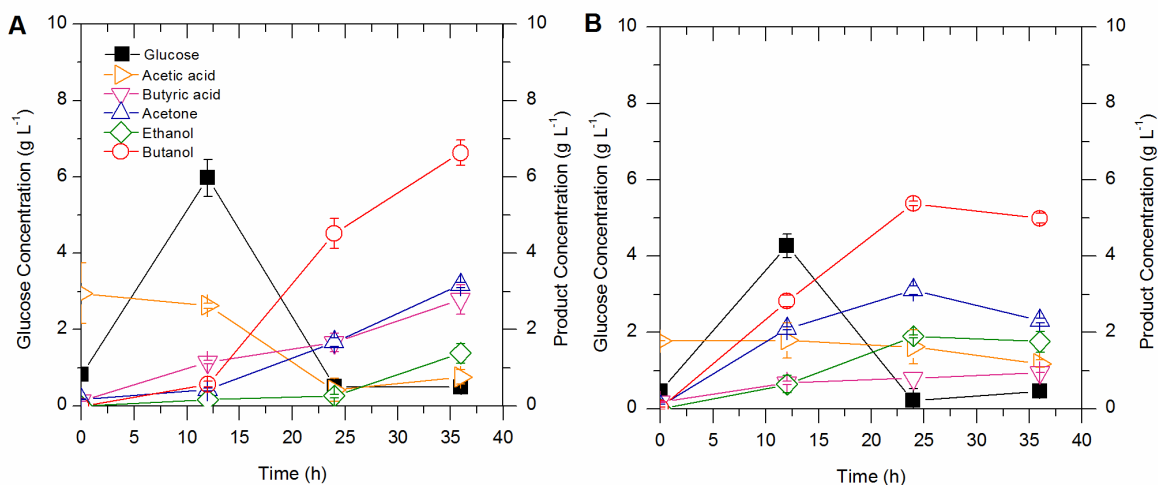 A
Glucose Concentration (g L⁻¹)
10
8
6
4
2
0
Glucose
Acetic acid
Butyric acid
Acetone
Ethanol
Butanol
10
8
6
4
2
0
Product Concentration (g L⁻¹)
0 5 10 15 20 25 30 35 40
Time (h)
B
Glucose Concentration (g L⁻¹)
10
8
6
4
2
0
10
8
6
4
2
0
Product Concentration (g L⁻¹)
0 5 10 15 20 25 30 35 40
Time (h)